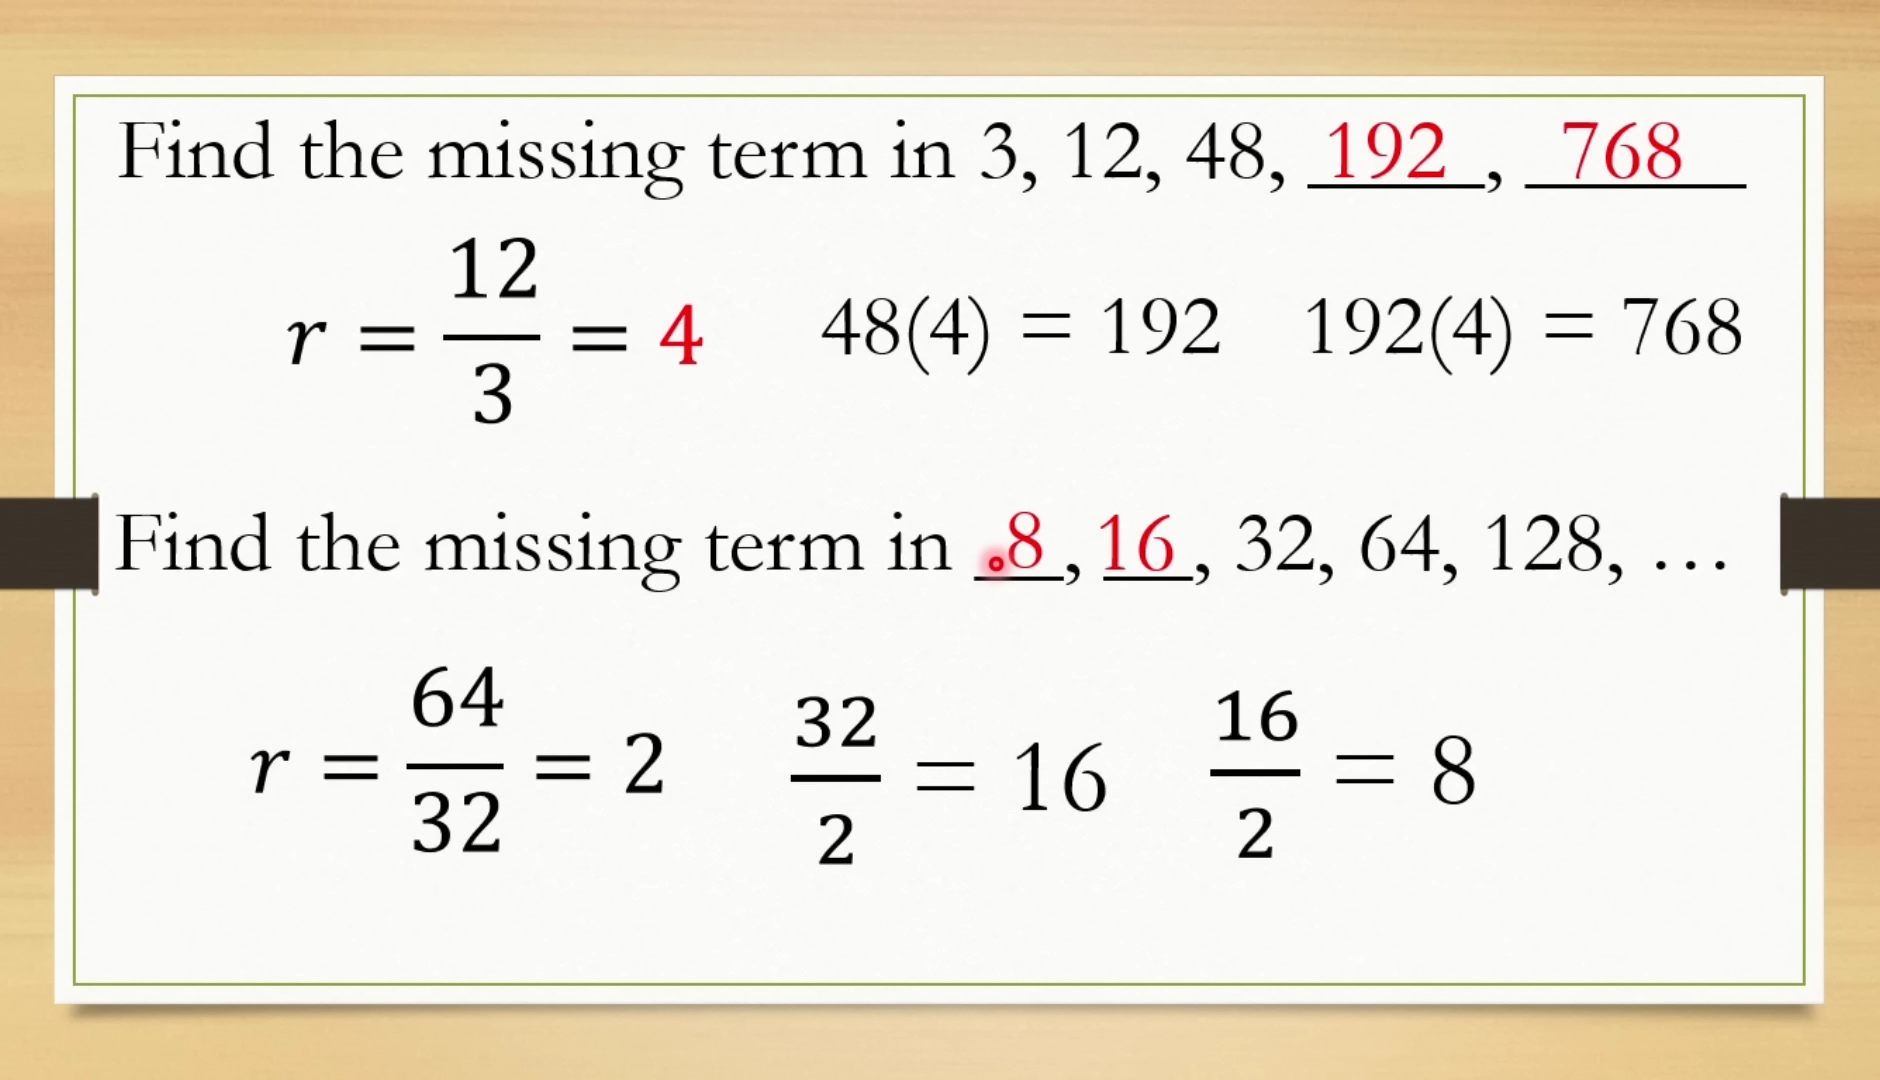 Find the missing term in 3, 12, 48, 192, 768
r = 12/3 = 4 48(4) = 192 192(4) = 768
Find the missing term in 8, 16, 32, 64, 128, …
r = 64/32 = 2 32/2 = 16 16/2 = 8